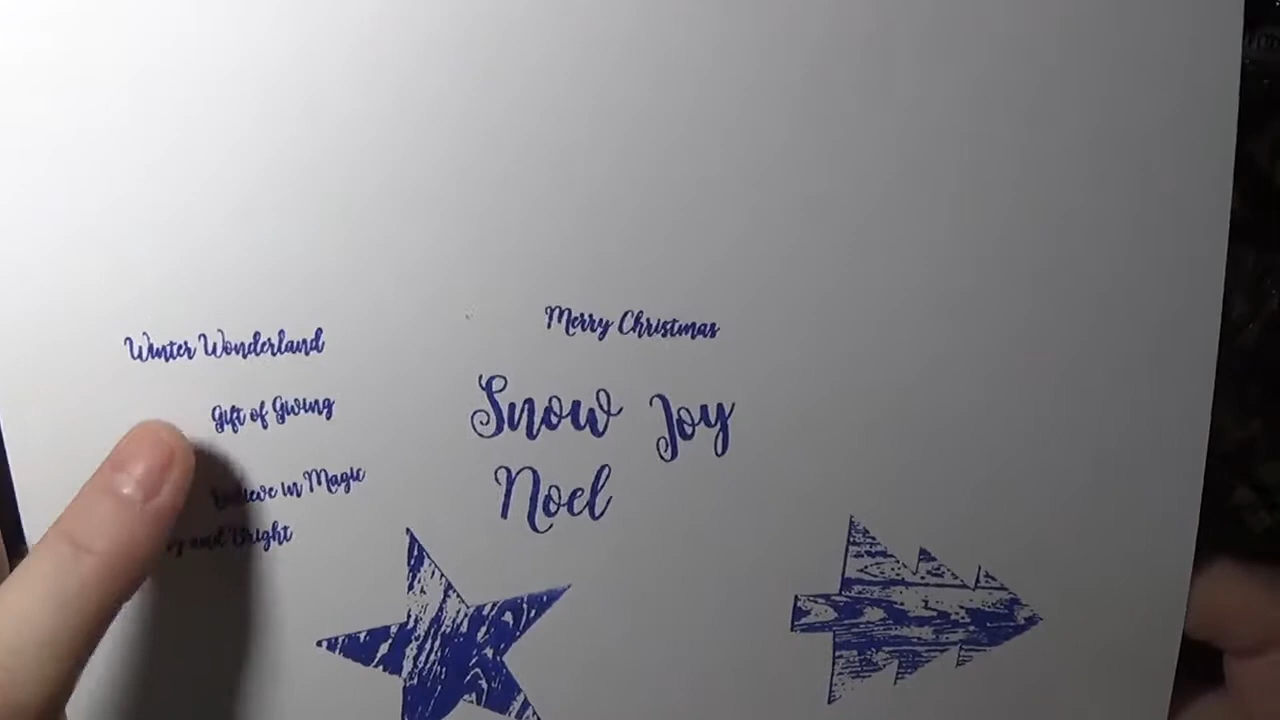 Winter Wonderland
Gift of Giving
Believe in Magic
and Bright
Merry Christmas
Snow Joy
Noel